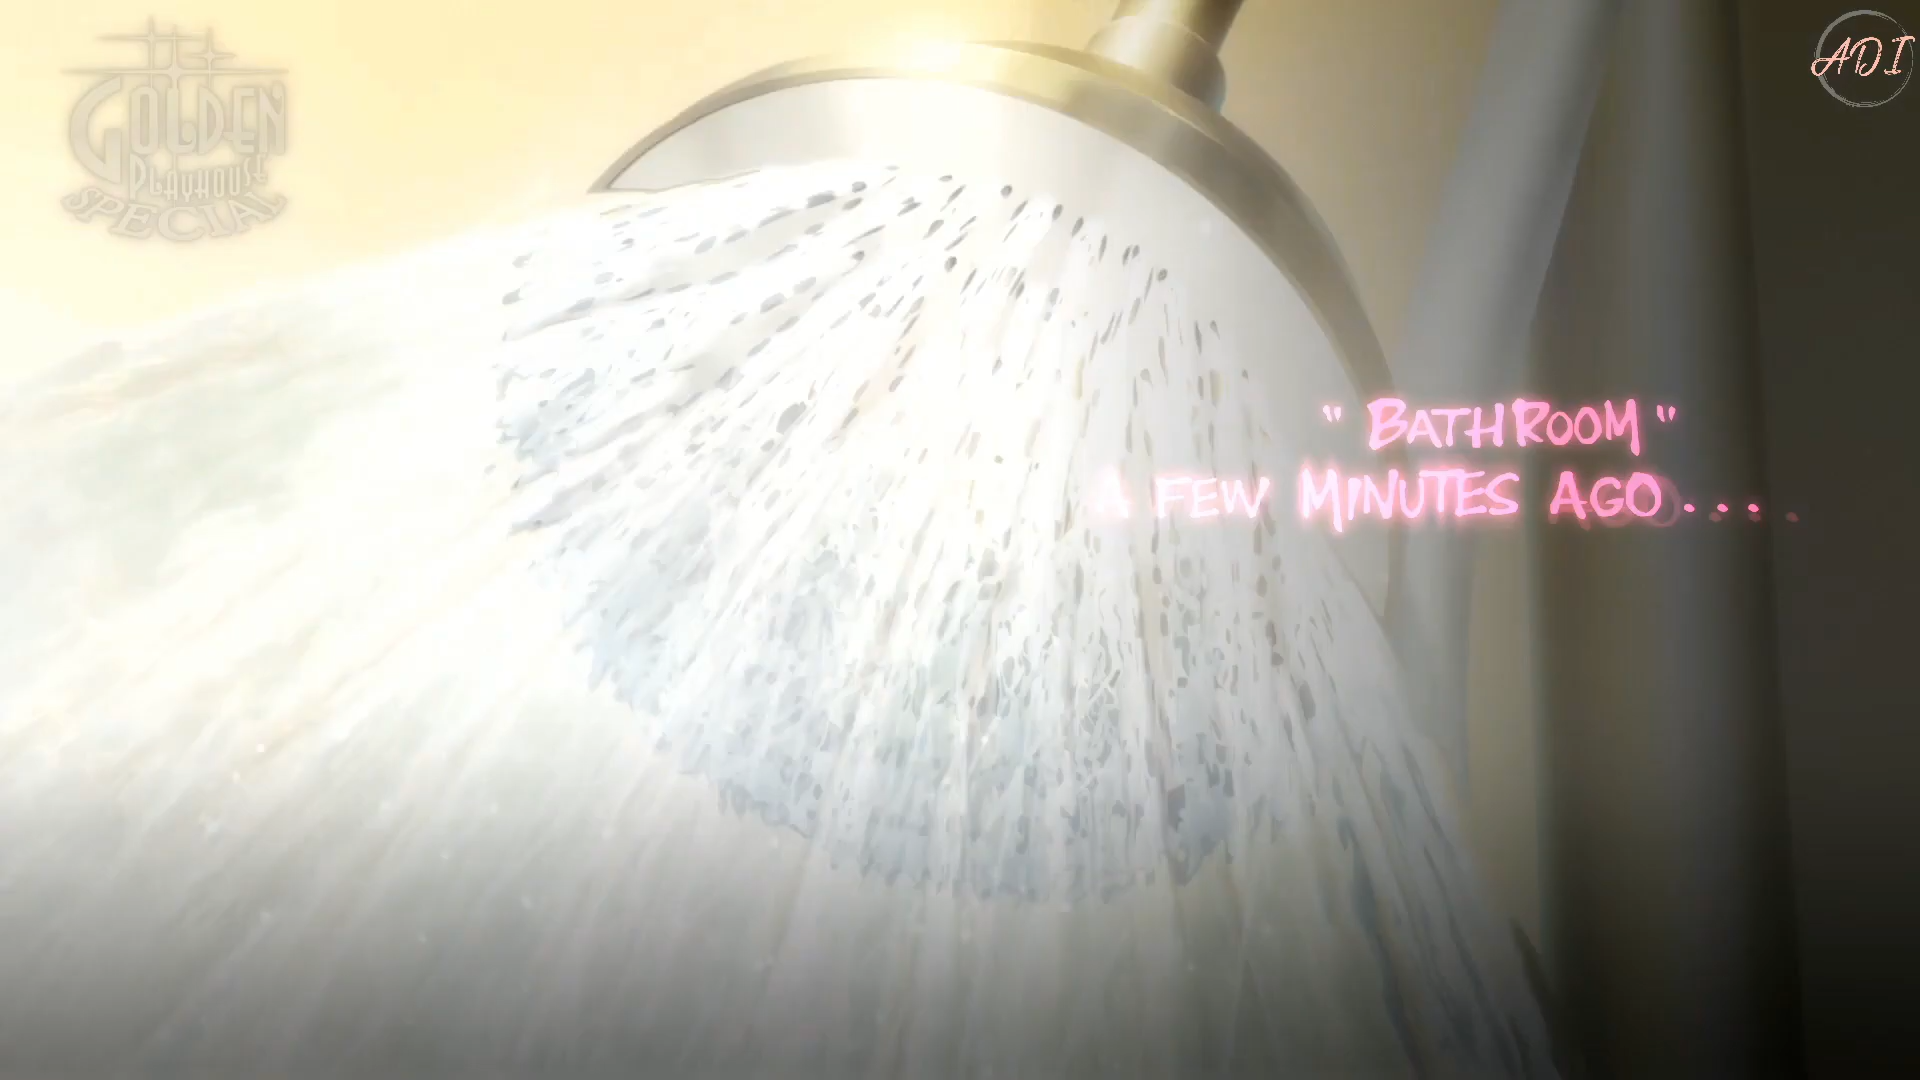 GOLDEN
PLAYHOUSE
SPECIAL
ADI
" BATHROOM "
A FEW MINUTES AGO....